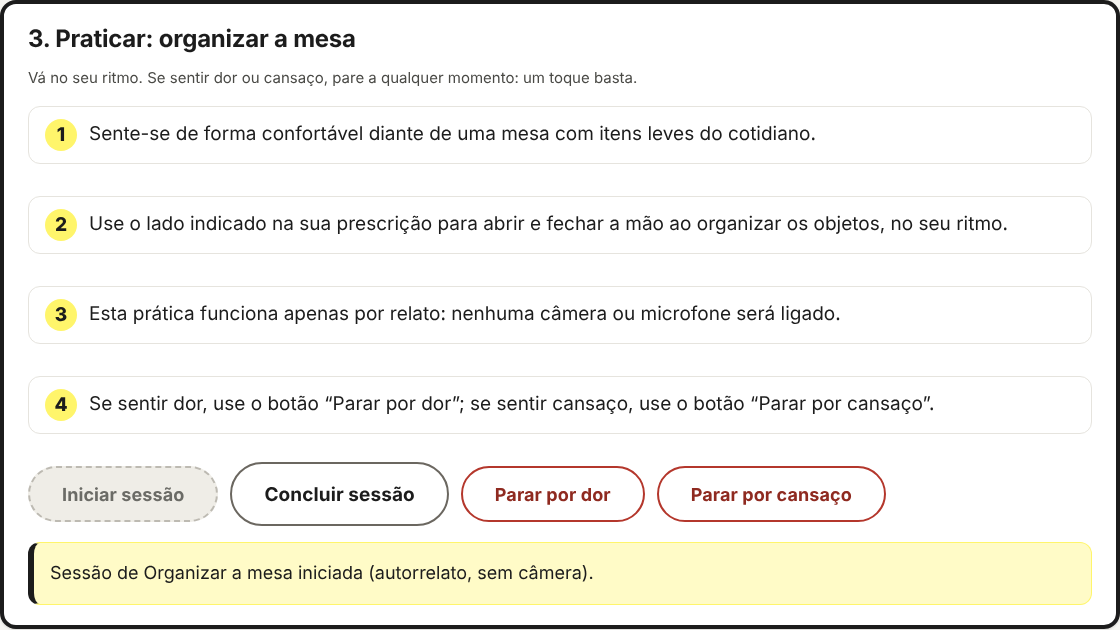 3. Praticar: organizar a mesa
Vá no seu ritmo. Se sentir dor ou cansaço, pare a qualquer momento: um toque basta.
1 Sente-se de forma confortável diante de uma mesa com itens leves do cotidiano.
2 Use o lado indicado na sua prescrição para abrir e fechar a mão ao organizar os objetos, no seu ritmo.
3 Esta prática funciona apenas por relato: nenhuma câmera ou microfone será ligado.
4 Se sentir dor, use o botão “Parar por dor”; se sentir cansaço, use o botão “Parar por cansaço”.
Iniciar sessão Concluir sessão Parar por dor Parar por cansaço
Sessão de Organizar a mesa iniciada (autorrelato, sem câmera).